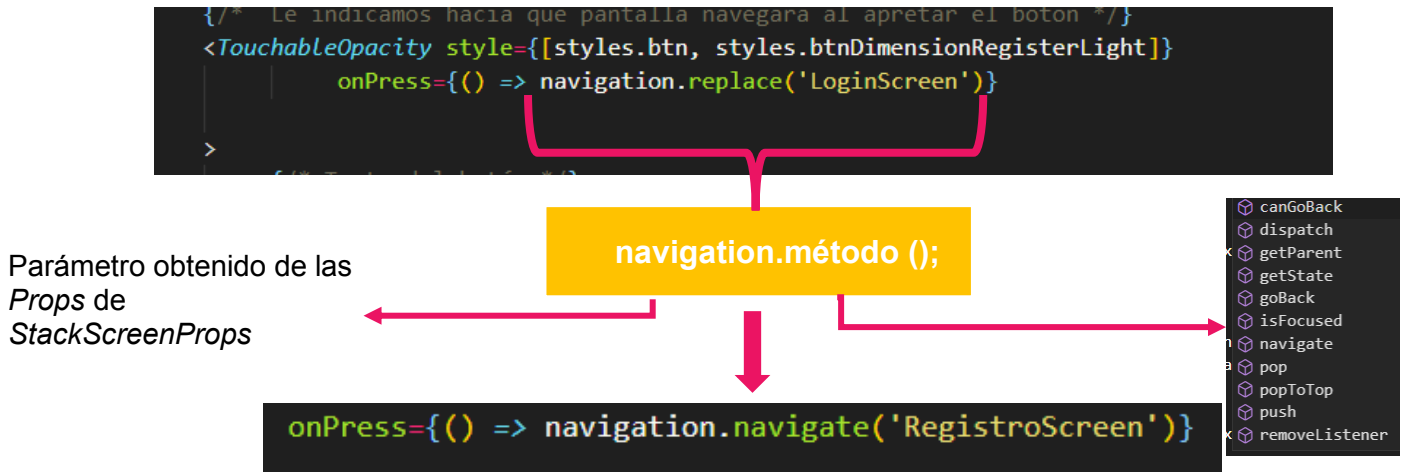 {/*  Le indicamos hacia que pantalla navegara al apretar el boton */}
<TouchableOpacity style={[styles.btn, styles.btnDimensionRegisterLight]}
onPress={() => navigation.replace('LoginScreen')}
>
navigation.método ();
Parámetro obtenido de las
Props de
StackScreenProps
canGoBack
dispatch
getParent
getState
goBack
isFocused
navigate
pop
popToTop
push
removeListener
onPress={() => navigation.navigate('RegistroScreen')}